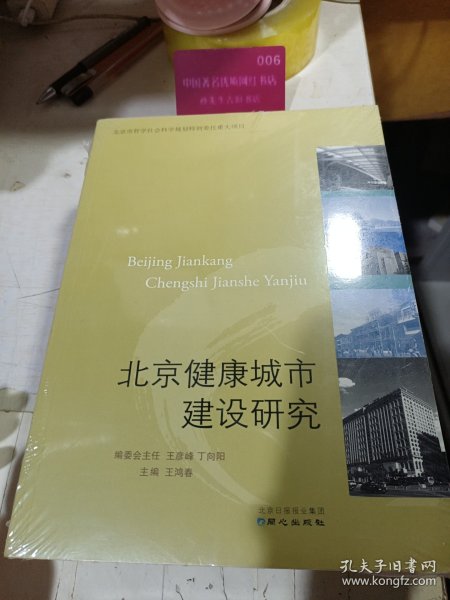 006
中国著名优质网红书店
北京市哲学社会科学规划特别委托重大项目
Beijing Jiankang
Chengshi Jianshe Yanjiu
北京健康城市
建设研究
编委会主任 王彦峰 丁向阳
主编 王鸿春
北京日报报业集团
同心出版社
孔夫子旧书网
www.kongfz.com